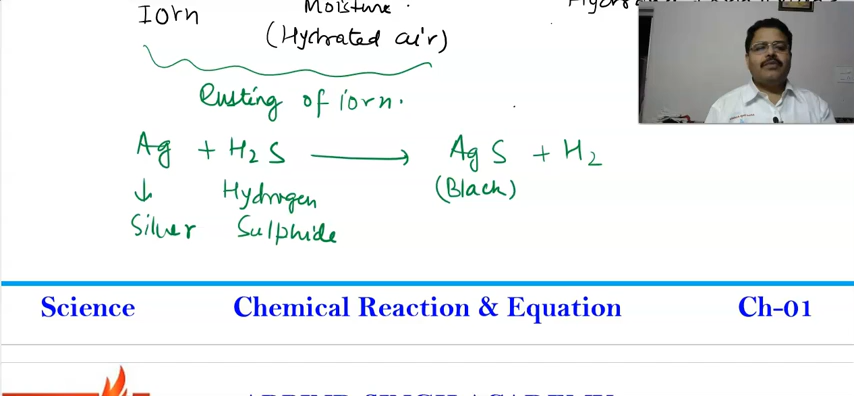 Moisture.
Iorn
(Hydrated air)
Rusting of iorn.
Ag + H2S ⟶ AgS + H2
↓ Hydrogen (Black)
Silver Sulphide
Science Chemical Reaction & Equation Ch-01